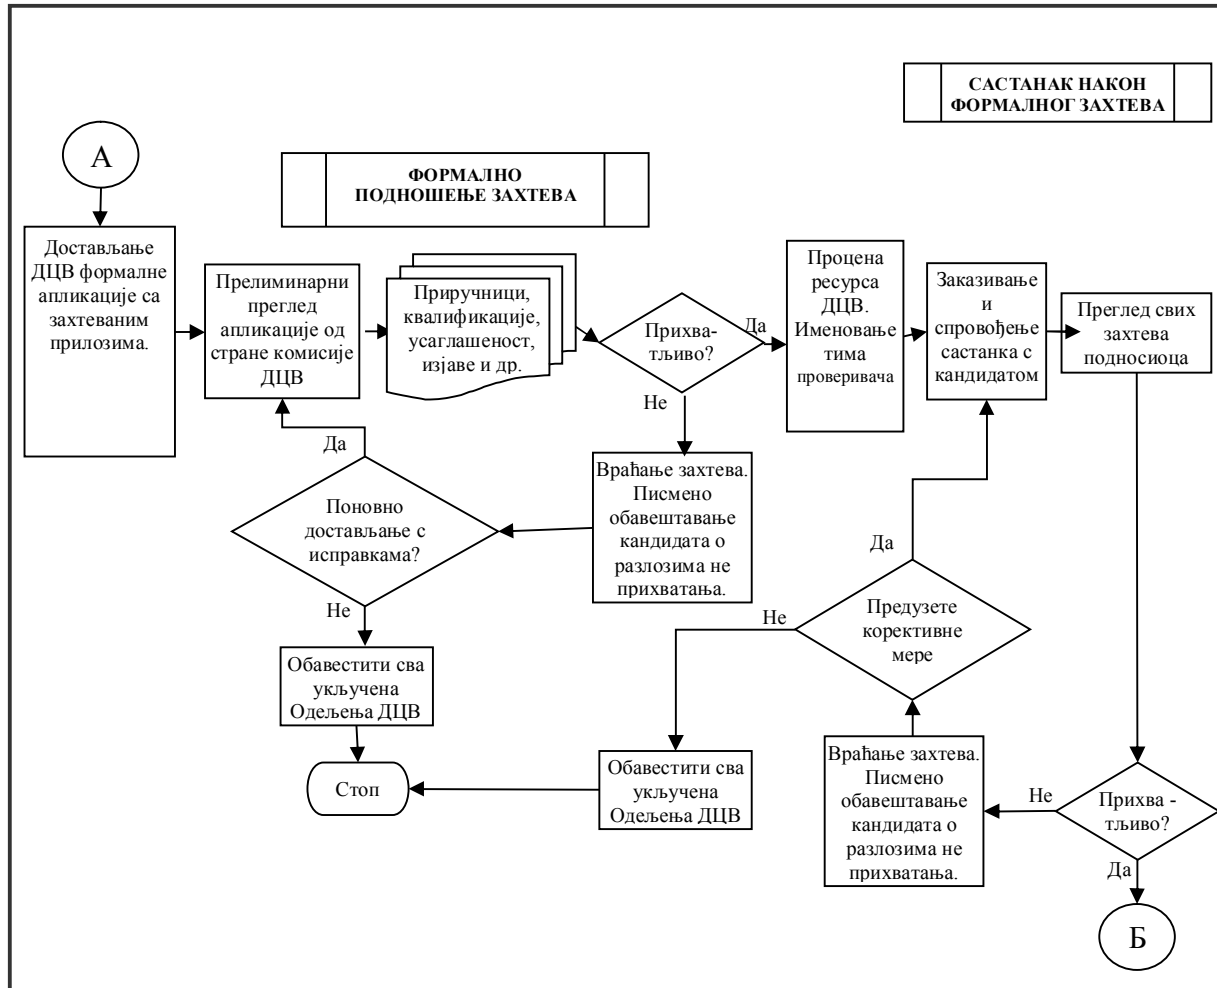 САСТАНАК НАКОН
ФОРМАЛНОГ ЗАХТЕВА
А
ФОРМАЛНО
ПОДНОШЕЊЕ ЗАХТЕВА
Достављање
ДЦВ формалне
апликације са
захтеваним
прилозима.
Прелиминарни
преглед
апликације од
стране комисије
ДЦВ
Приручници,
квалификације,
усаглашеност,
изјаве и др.
Прихва-
тљиво?
Да
Не
Процена
ресурса
ДЦВ.
Именовање
тима
проверивача
Заказивање
и
спровођење
састанка с
кандидатом
Преглед свих
захтева
подносиоца
Да
Поновно
достављање с
исправкама?
Не
Враћање захтева.
Писмено
обавештавање
кандидата о
разлозима не
прихватања.
Да
Предузете
корективне
мере
Не
Обавестити сва
укључена
Одељења ДЦВ
Стоп
Обавестити сва
укључена
Одељења ДЦВ
Враћање захтева.
Писмено
обавештавање
кандидата о
разлозима не
прихватања.
Не
Прихва -
тљиво?
Да
Б